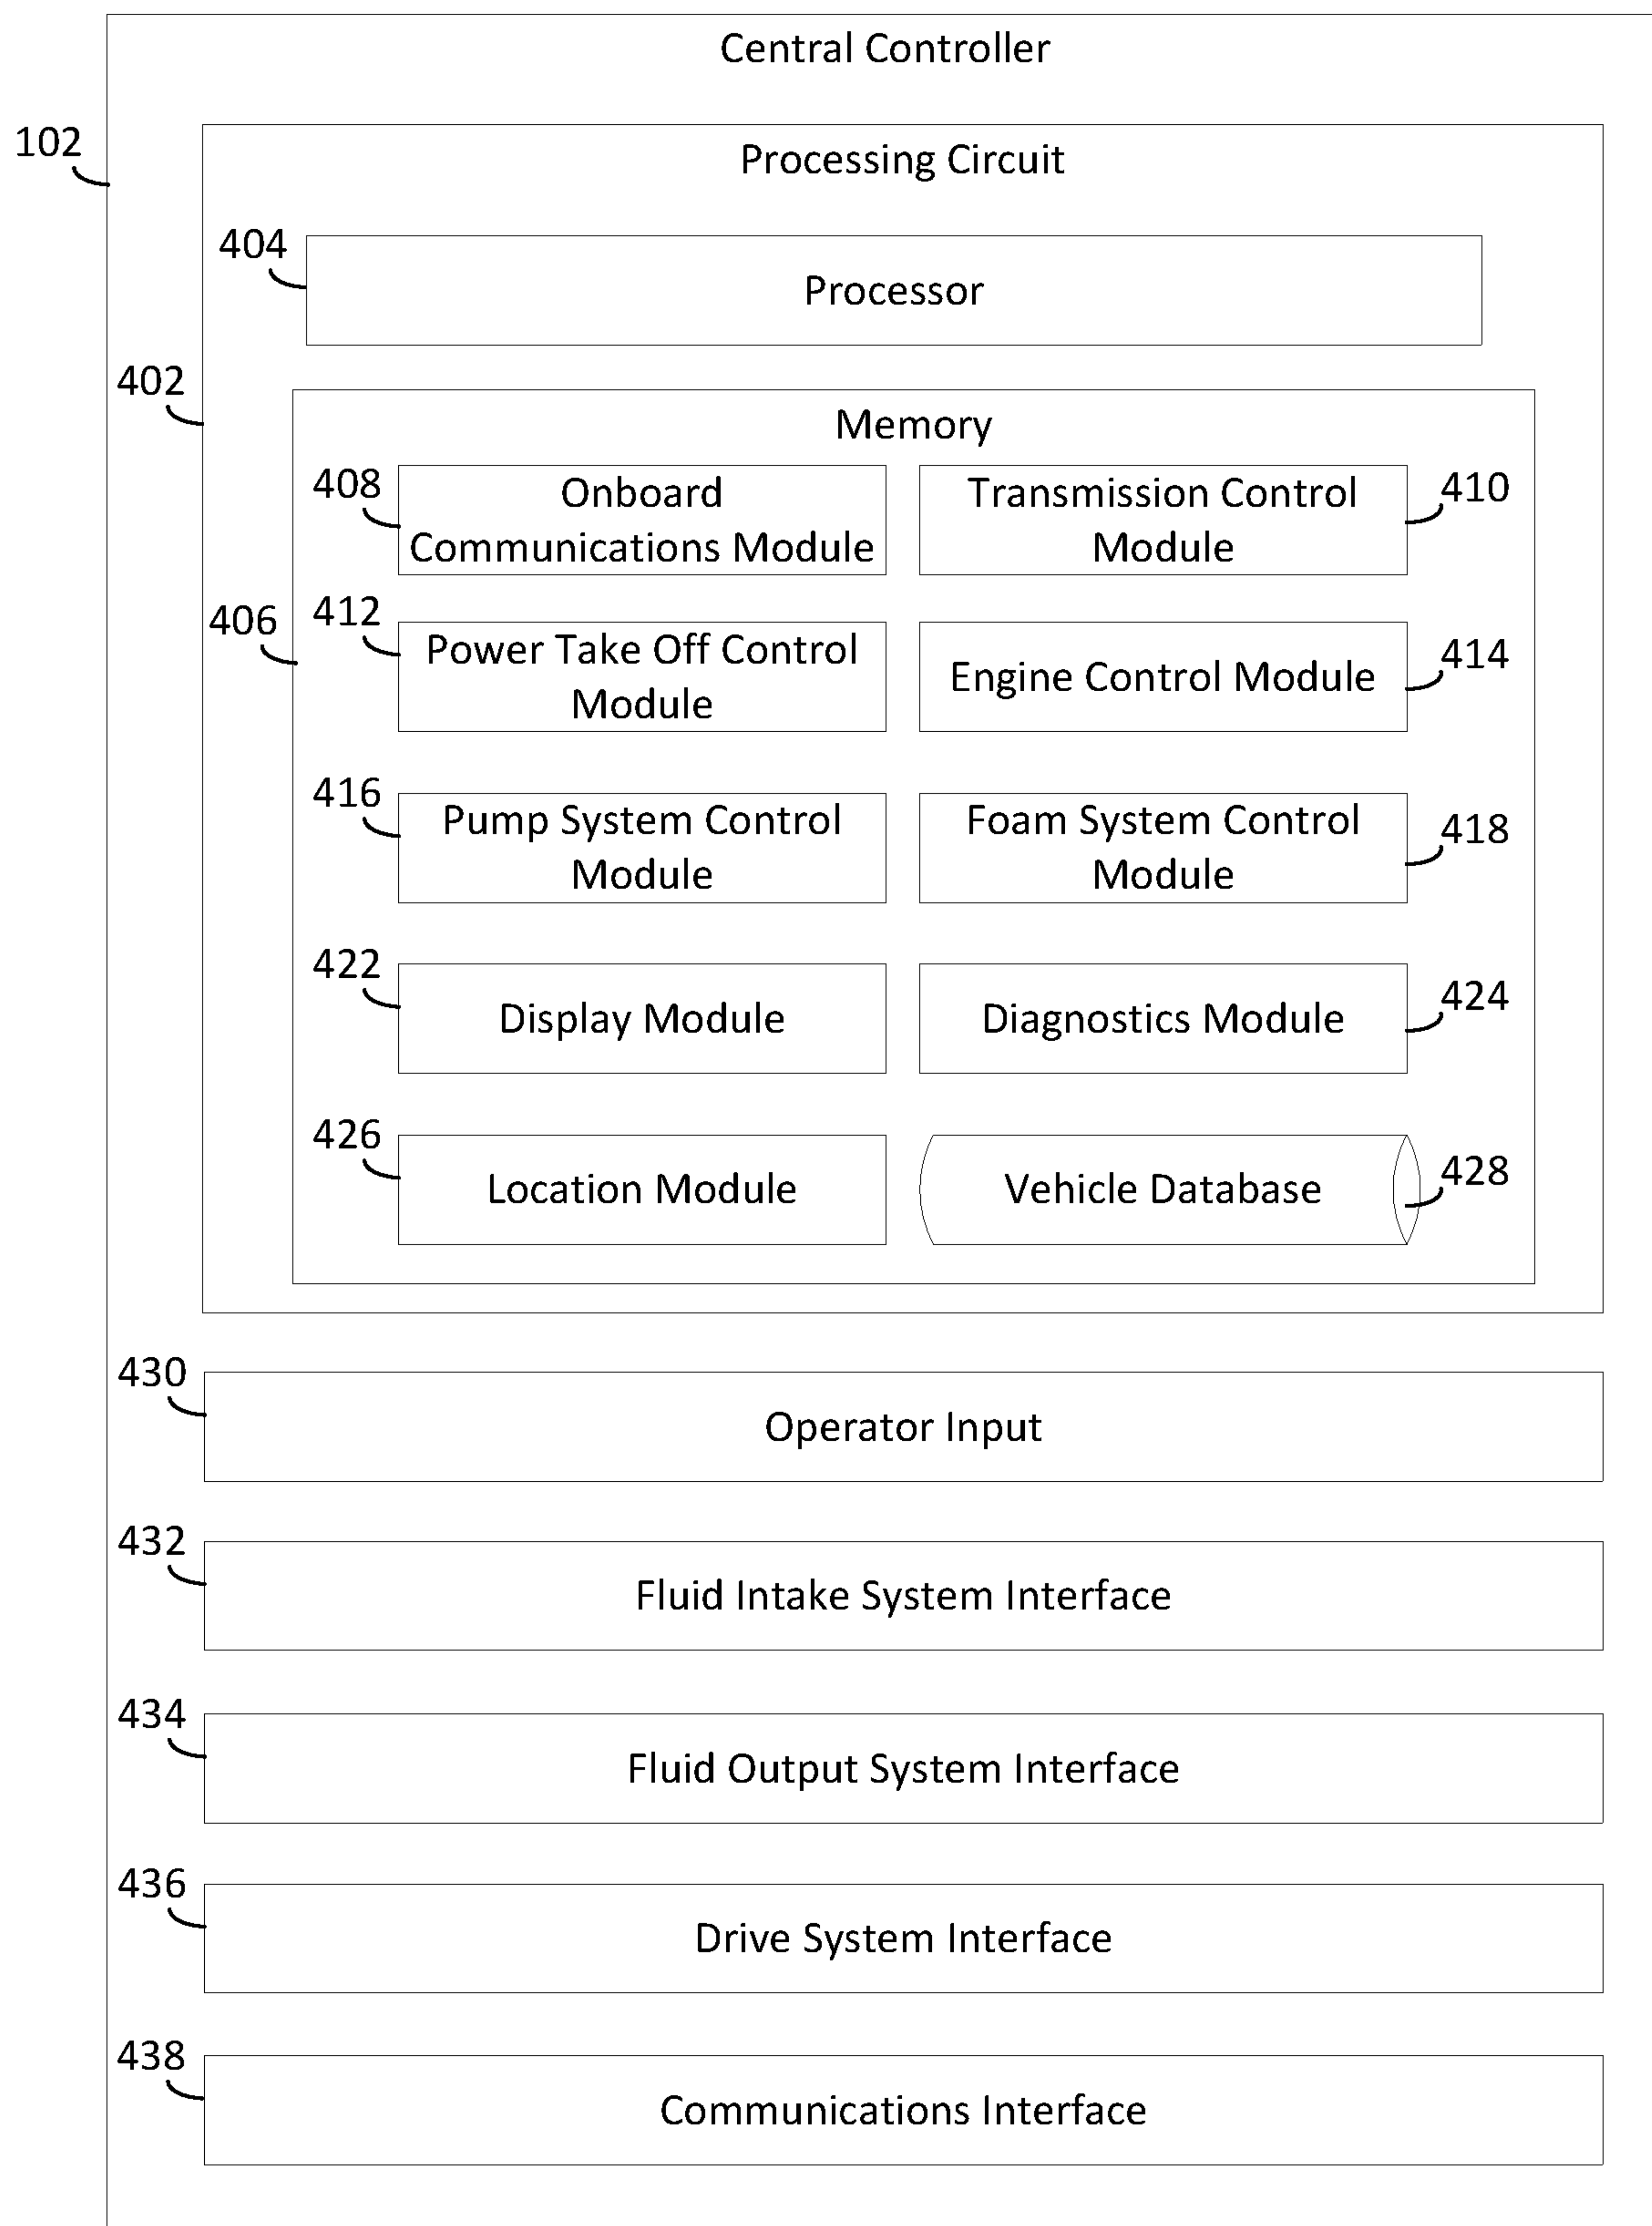 Central Controller
102
Processing Circuit
404
Processor
402
Memory
408
Onboard
Communications Module
Transmission Control
Module
410
406
412
Power Take Off Control
Module
Engine Control Module
414
416
Pump System Control
Module
Foam System Control
Module
418
422
Display Module
Diagnostics Module
424
426
Location Module
Vehicle Database
428
430
Operator Input
432
Fluid Intake System Interface
434
Fluid Output System Interface
436
Drive System Interface
438
Communications Interface